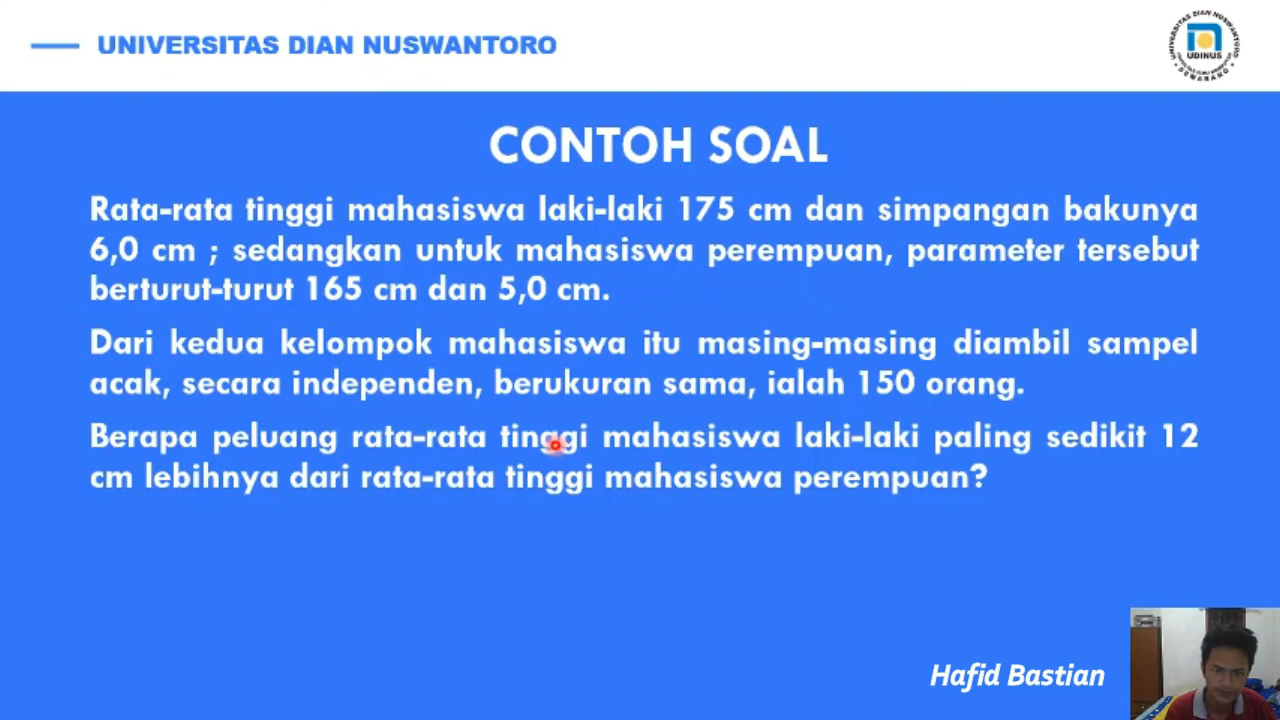 UNIVERSITAS DIAN NUSWANTORO
UDINUS
CONTOH SOAL
Rata-rata tinggi mahasiswa laki-laki 175 cm dan simpangan bakunya
6,0 cm ; sedangkan untuk mahasiswa perempuan, parameter tersebut
berturut-turut 165 cm dan 5,0 cm.
Dari kedua kelompok mahasiswa itu masing-masing diambil sampel
acak, secara independen, berukuran sama, ialah 150 orang.
Berapa peluang rata-rata tinggi mahasiswa laki-laki paling sedikit 12
cm lebihnya dari rata-rata tinggi mahasiswa perempuan?
Hafid Bastian